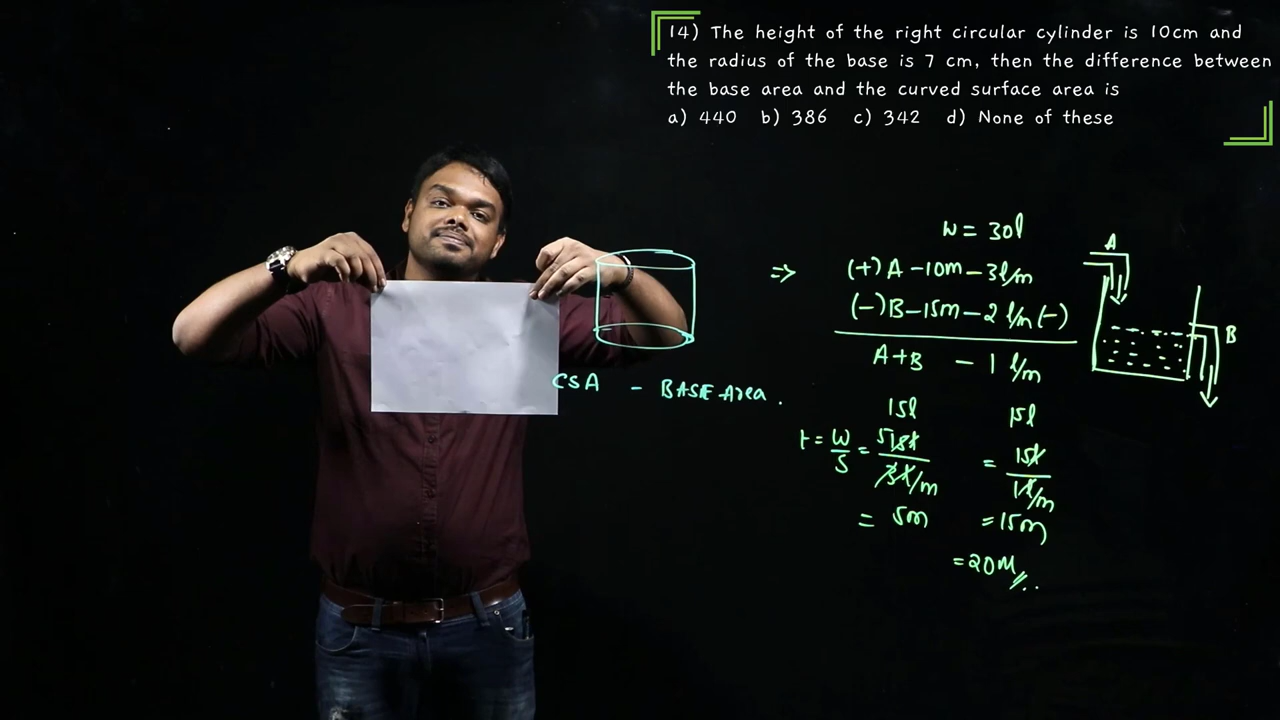 14) The height of the right circular cylinder is 10cm and
the radius of the base is 7 cm, then the difference between
the base area and the curved surface area is
a) 440 b) 386 c) 342 d) None of these
W = 30l
⇒ (+) A - 10m - 3l/m
(-) B - 15m - 2 l/m (-)
A+B - 1 l/m
A
B
CSA - BASE Area.
15l 15l
t = W/S = 5 15l/3l/m = 15l/1l/m
= 5m = 15m
= 20m//..